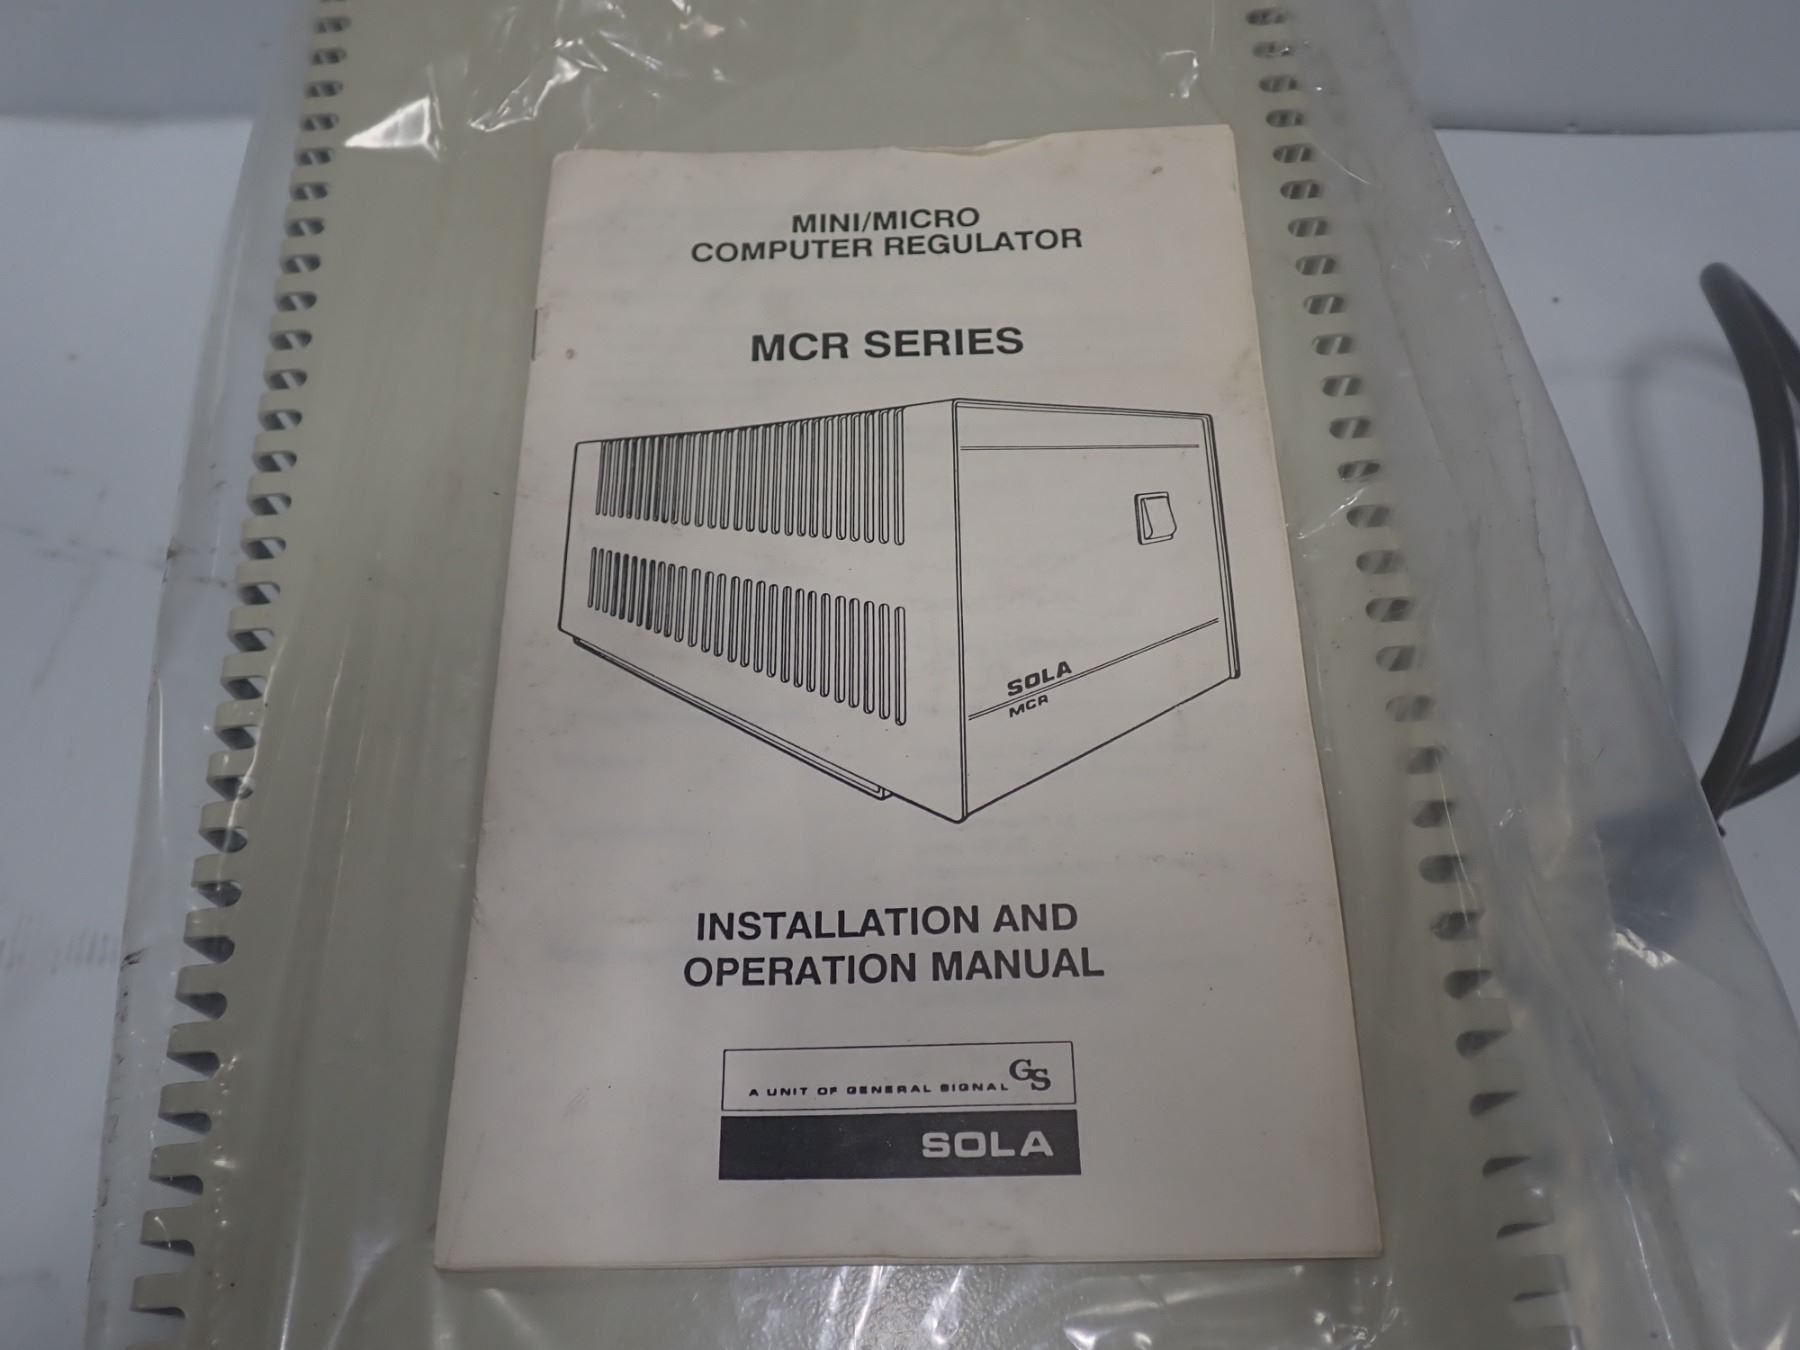 MINI/MICRO
COMPUTER REGULATOR
MCR SERIES
SOLA
MCR
INSTALLATION AND
OPERATION MANUAL
A UNIT OF GENERAL SIGNAL GS
SOLA